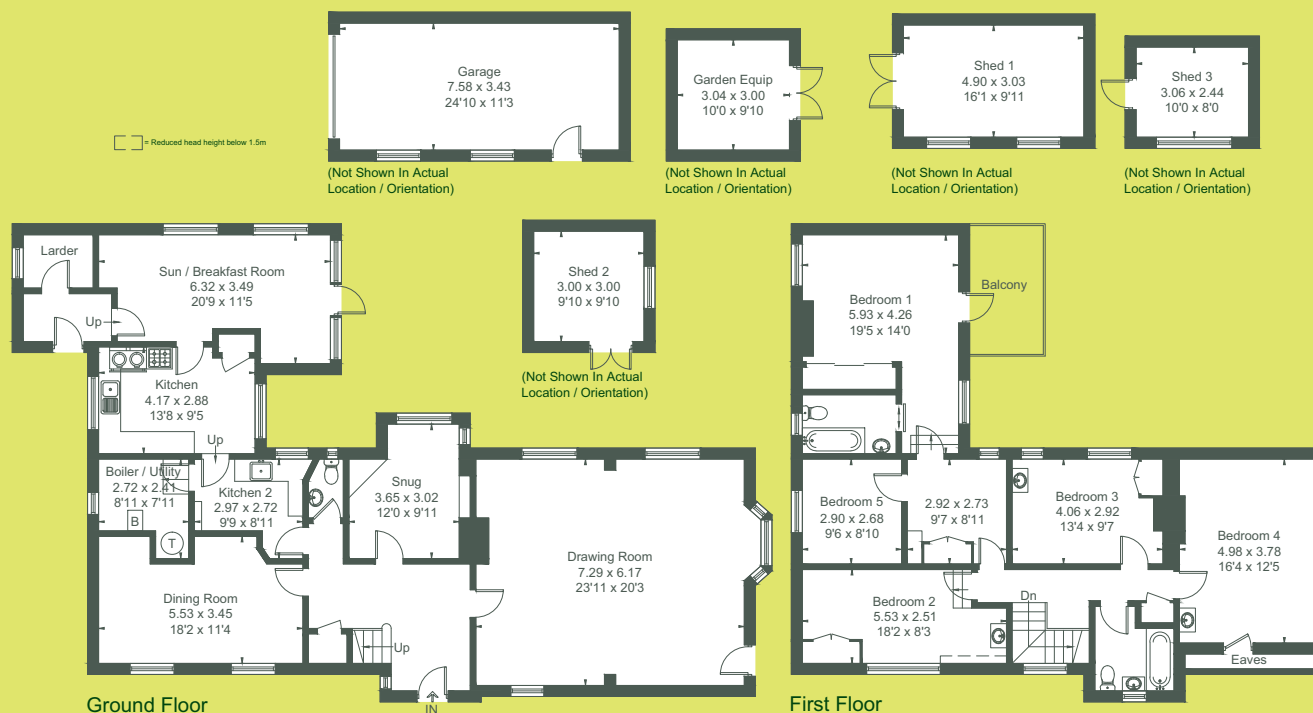 Garage
7.58 x 3.43
24'10 x 11'3
Garden Equip
3.04 x 3.00
10'0 x 9'10
Shed 1
4.90 x 3.03
16'1 x 9'11
Shed 3
3.06 x 2.44
10'0 x 8'0
= Reduced head height below 1.5m
(Not Shown In Actual
Location / Orientation)
(Not Shown In Actual
Location / Orientation)
(Not Shown In Actual
Location / Orientation)
(Not Shown In Actual
Location / Orientation)
Larder
Sun / Breakfast Room
6.32 x 3.49
20'9 x 11'5
Up
Shed 2
3.00 x 3.00
9'10 x 9'10
(Not Shown In Actual
Location / Orientation)
Kitchen
4.17 x 2.88
13'8 x 9'5
Up
Boiler / Utility
2.72 x 2.41
8'11 x 7'11
B
T
Kitchen 2
2.97 x 2.72
9'9 x 8'11
Snug
3.65 x 3.02
12'0 x 9'11
Drawing Room
7.29 x 6.17
23'11 x 20'3
Dining Room
5.53 x 3.45
18'2 x 11'4
Up
IN
Ground Floor
Bedroom 1
5.93 x 4.26
19'5 x 14'0
Balcony
Bedroom 5
2.90 x 2.68
9'6 x 8'10
2.92 x 2.73
9'7 x 8'11
Bedroom 3
4.06 x 2.92
13'4 x 9'7
Bedroom 4
4.98 x 3.78
16'4 x 12'5
Bedroom 2
5.53 x 2.51
18'2 x 8'3
Dn
Eaves
First Floor